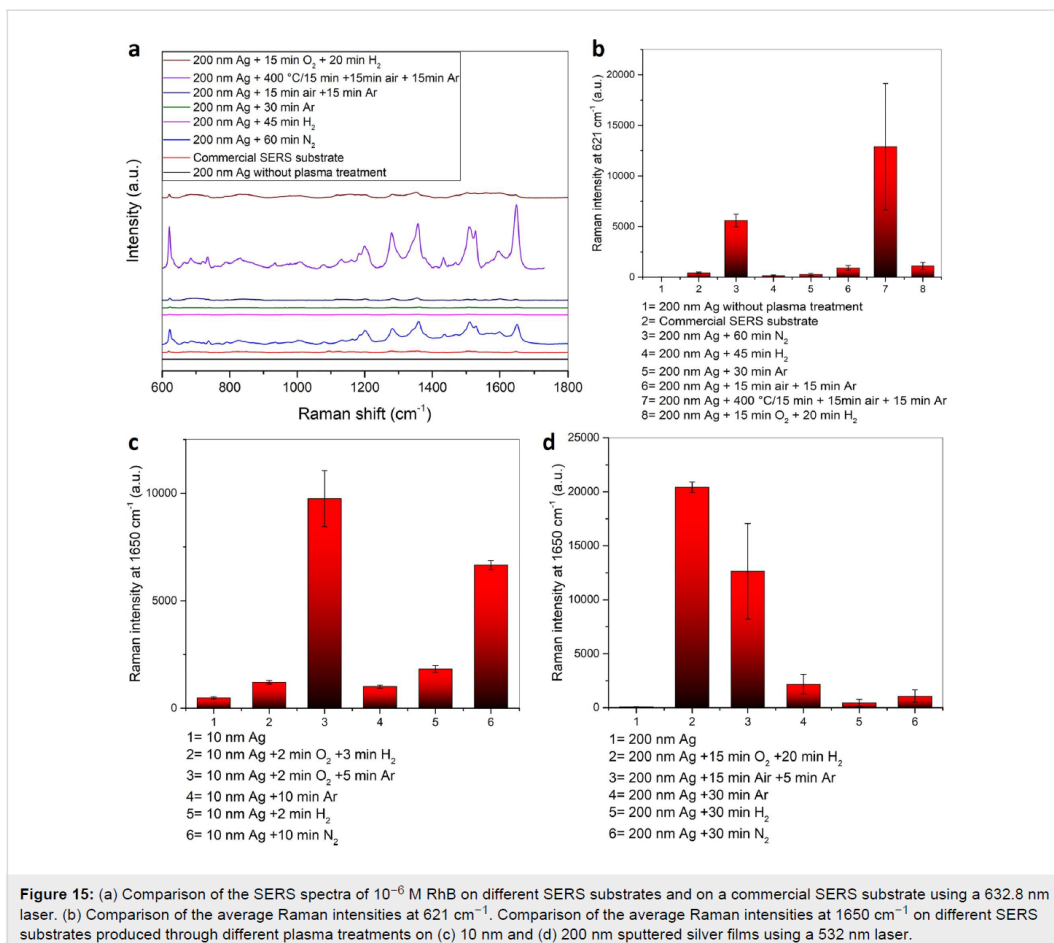 a
200 nm Ag + 15 min O₂ + 20 min H₂
200 nm Ag + 400 °C/15 min +15min air + 15min Ar
200 nm Ag + 15 min air +15 min Ar
200 nm Ag + 30 min Ar
200 nm Ag + 45 min H₂
200 nm Ag + 60 min N₂
Commercial SERS substrate
200 nm Ag without plasma treatment
Intensity (a.u.)
600 800 1000 1200 1400 1600 1800
Raman shift (cm⁻¹)
b
Raman intensity at 621 cm⁻¹ (a.u.)
20000
15000
10000
5000
0
1 2 3 4 5 6 7 8
1= 200 nm Ag without plasma treatment
2= Commercial SERS substrate
3= 200 nm Ag + 60 min N₂
4= 200 nm Ag + 45 min H₂
5= 200 nm Ag + 30 min Ar
6= 200 nm Ag + 15 min air + 15 min Ar
7= 200 nm Ag + 400 °C/15 min + 15min air + 15 min Ar
8= 200 nm Ag + 15 min O₂ + 20 min H₂
c
Raman intensity at 1650 cm⁻¹ (a.u.)
10000
5000
0
1 2 3 4 5 6
1= 10 nm Ag
2= 10 nm Ag +2 min O₂ +3 min H₂
3= 10 nm Ag +2 min O₂ +5 min Ar
4= 10 nm Ag +10 min Ar
5= 10 nm Ag +2 min H₂
6= 10 nm Ag +10 min N₂
d
Raman intensity at 1650 cm⁻¹ (a.u.)
25000
20000
15000
10000
5000
0
1 2 3 4 5 6
1= 200 nm Ag
2= 200 nm Ag +15 min O₂ +20 min H₂
3= 200 nm Ag +15 min Air +5 min Ar
4= 200 nm Ag +30 min Ar
5= 200 nm Ag +30 min H₂
6= 200 nm Ag +30 min N₂
Figure 15: (a) Comparison of the SERS spectra of 10⁻⁶ M RhB on different SERS substrates and on a commercial SERS substrate using a 632.8 nm
laser. (b) Comparison of the average Raman intensities at 621 cm⁻¹. Comparison of the average Raman intensities at 1650 cm⁻¹ on different SERS
substrates produced through different plasma treatments on (c) 10 nm and (d) 200 nm sputtered silver films using a 532 nm laser.